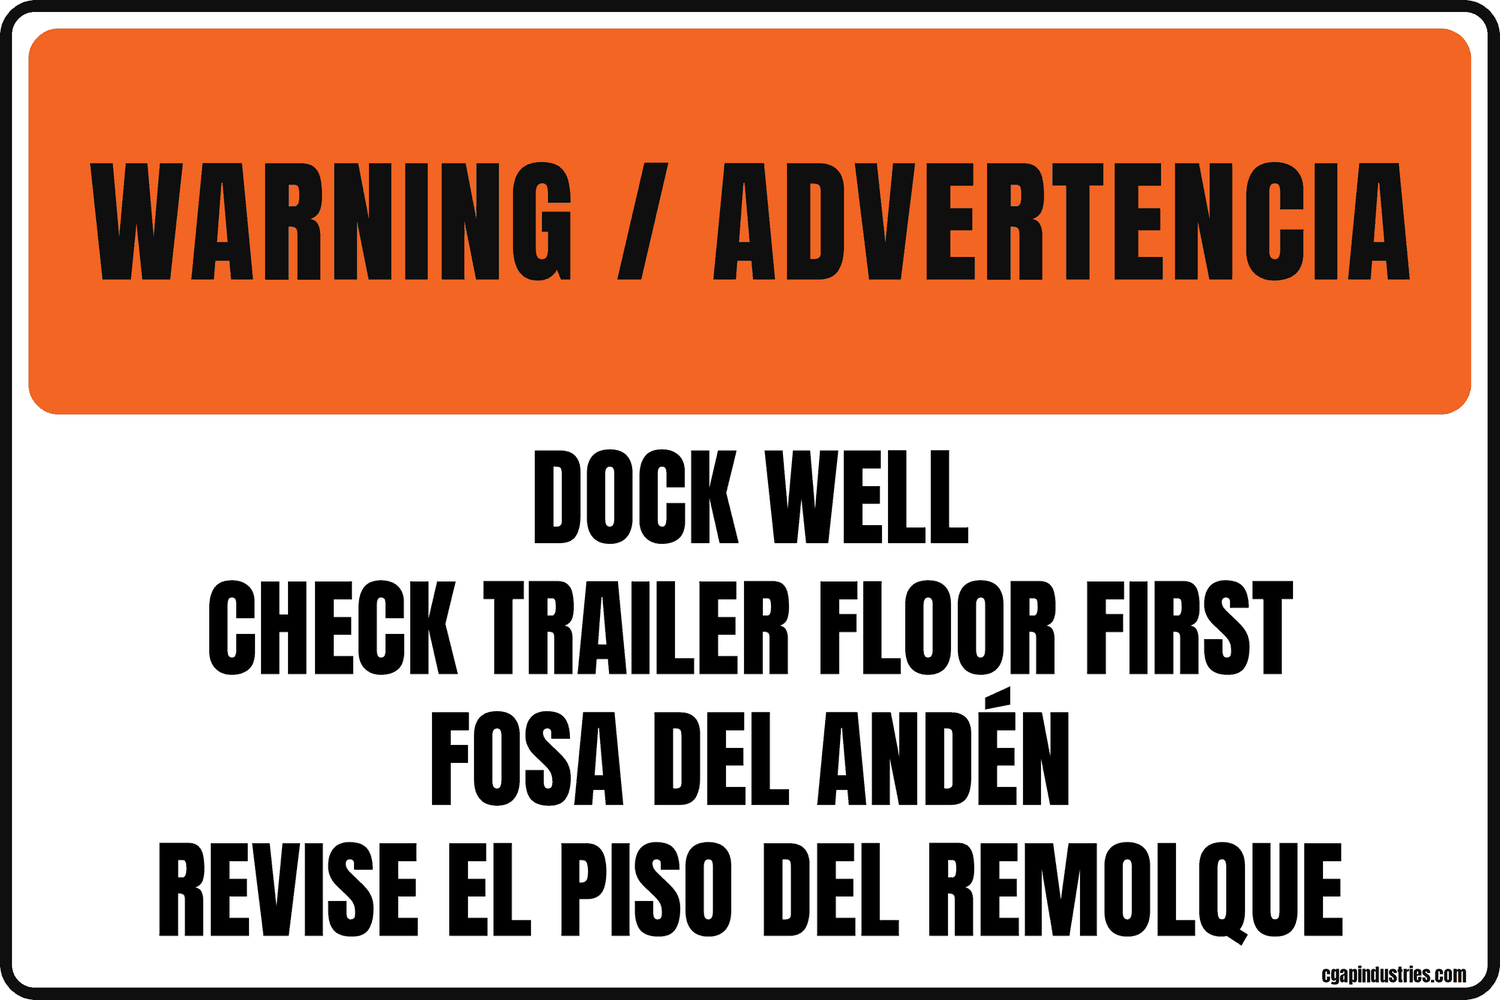 WARNING / ADVERTENCIA
DOCK WELL
CHECK TRAILER FLOOR FIRST
FOSA DEL ANDÉN
REVISE EL PISO DEL REMOLQUE
cgapindustries.com